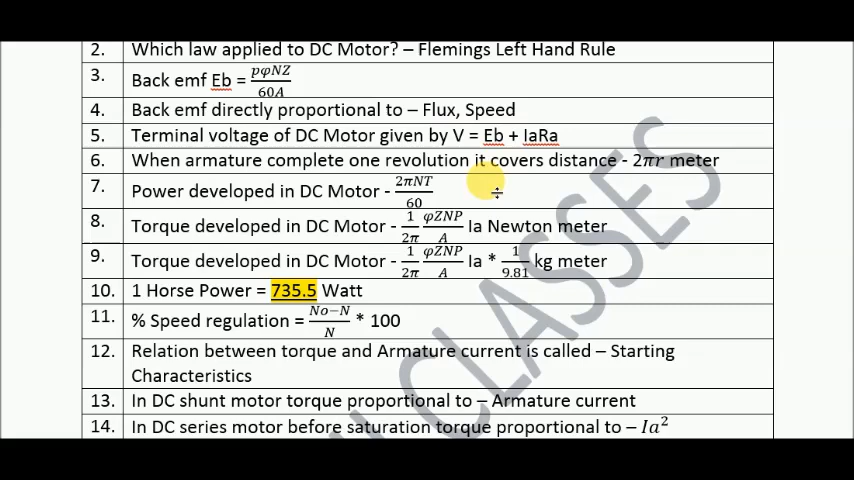 2. Which law applied to DC Motor? – Flemings Left Hand Rule
3. Back emf Eb = pφNZ/60A
4. Back emf directly proportional to – Flux, Speed
5. Terminal voltage of DC Motor given by V = Eb + IaRa
6. When armature complete one revolution it covers distance - 2πr meter
7. Power developed in DC Motor - 2πNT/60
8. Torque developed in DC Motor - 1/2π φZNP/A Ia Newton meter
9. Torque developed in DC Motor - 1/2π φZNP/A Ia * 1/9.81 kg meter
10. 1 Horse Power = 735.5 Watt
11. % Speed regulation = No−N/N * 100
12. Relation between torque and Armature current is called – Starting
Characteristics
13. In DC shunt motor torque proportional to – Armature current
14. In DC series motor before saturation torque proportional to – Ia²
CLASSES